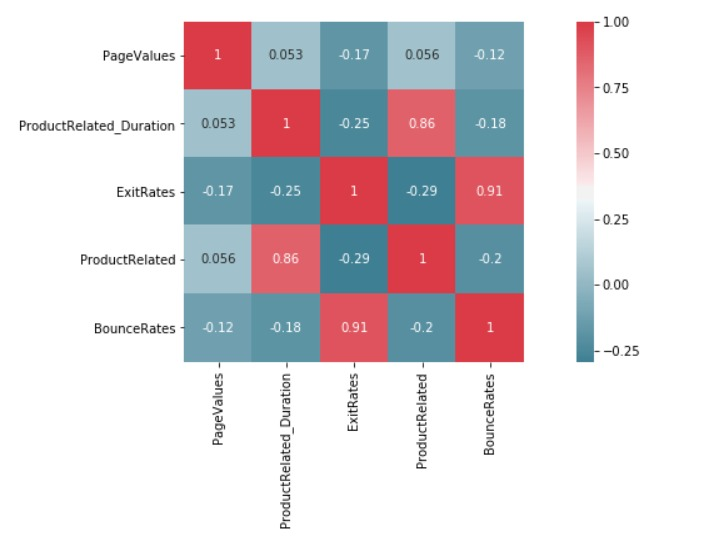 PageValues 1 0.053 -0.17 0.056 -0.12
ProductRelated_Duration 0.053 1 -0.25 0.86 -0.18
ExitRates -0.17 -0.25 1 -0.29 0.91
ProductRelated 0.056 0.86 -0.29 1 -0.2
BounceRates -0.12 -0.18 0.91 -0.2 1
PageValues
ProductRelated_Duration
ExitRates
ProductRelated
BounceRates
1.00
0.75
0.50
0.25
0.00
−0.25